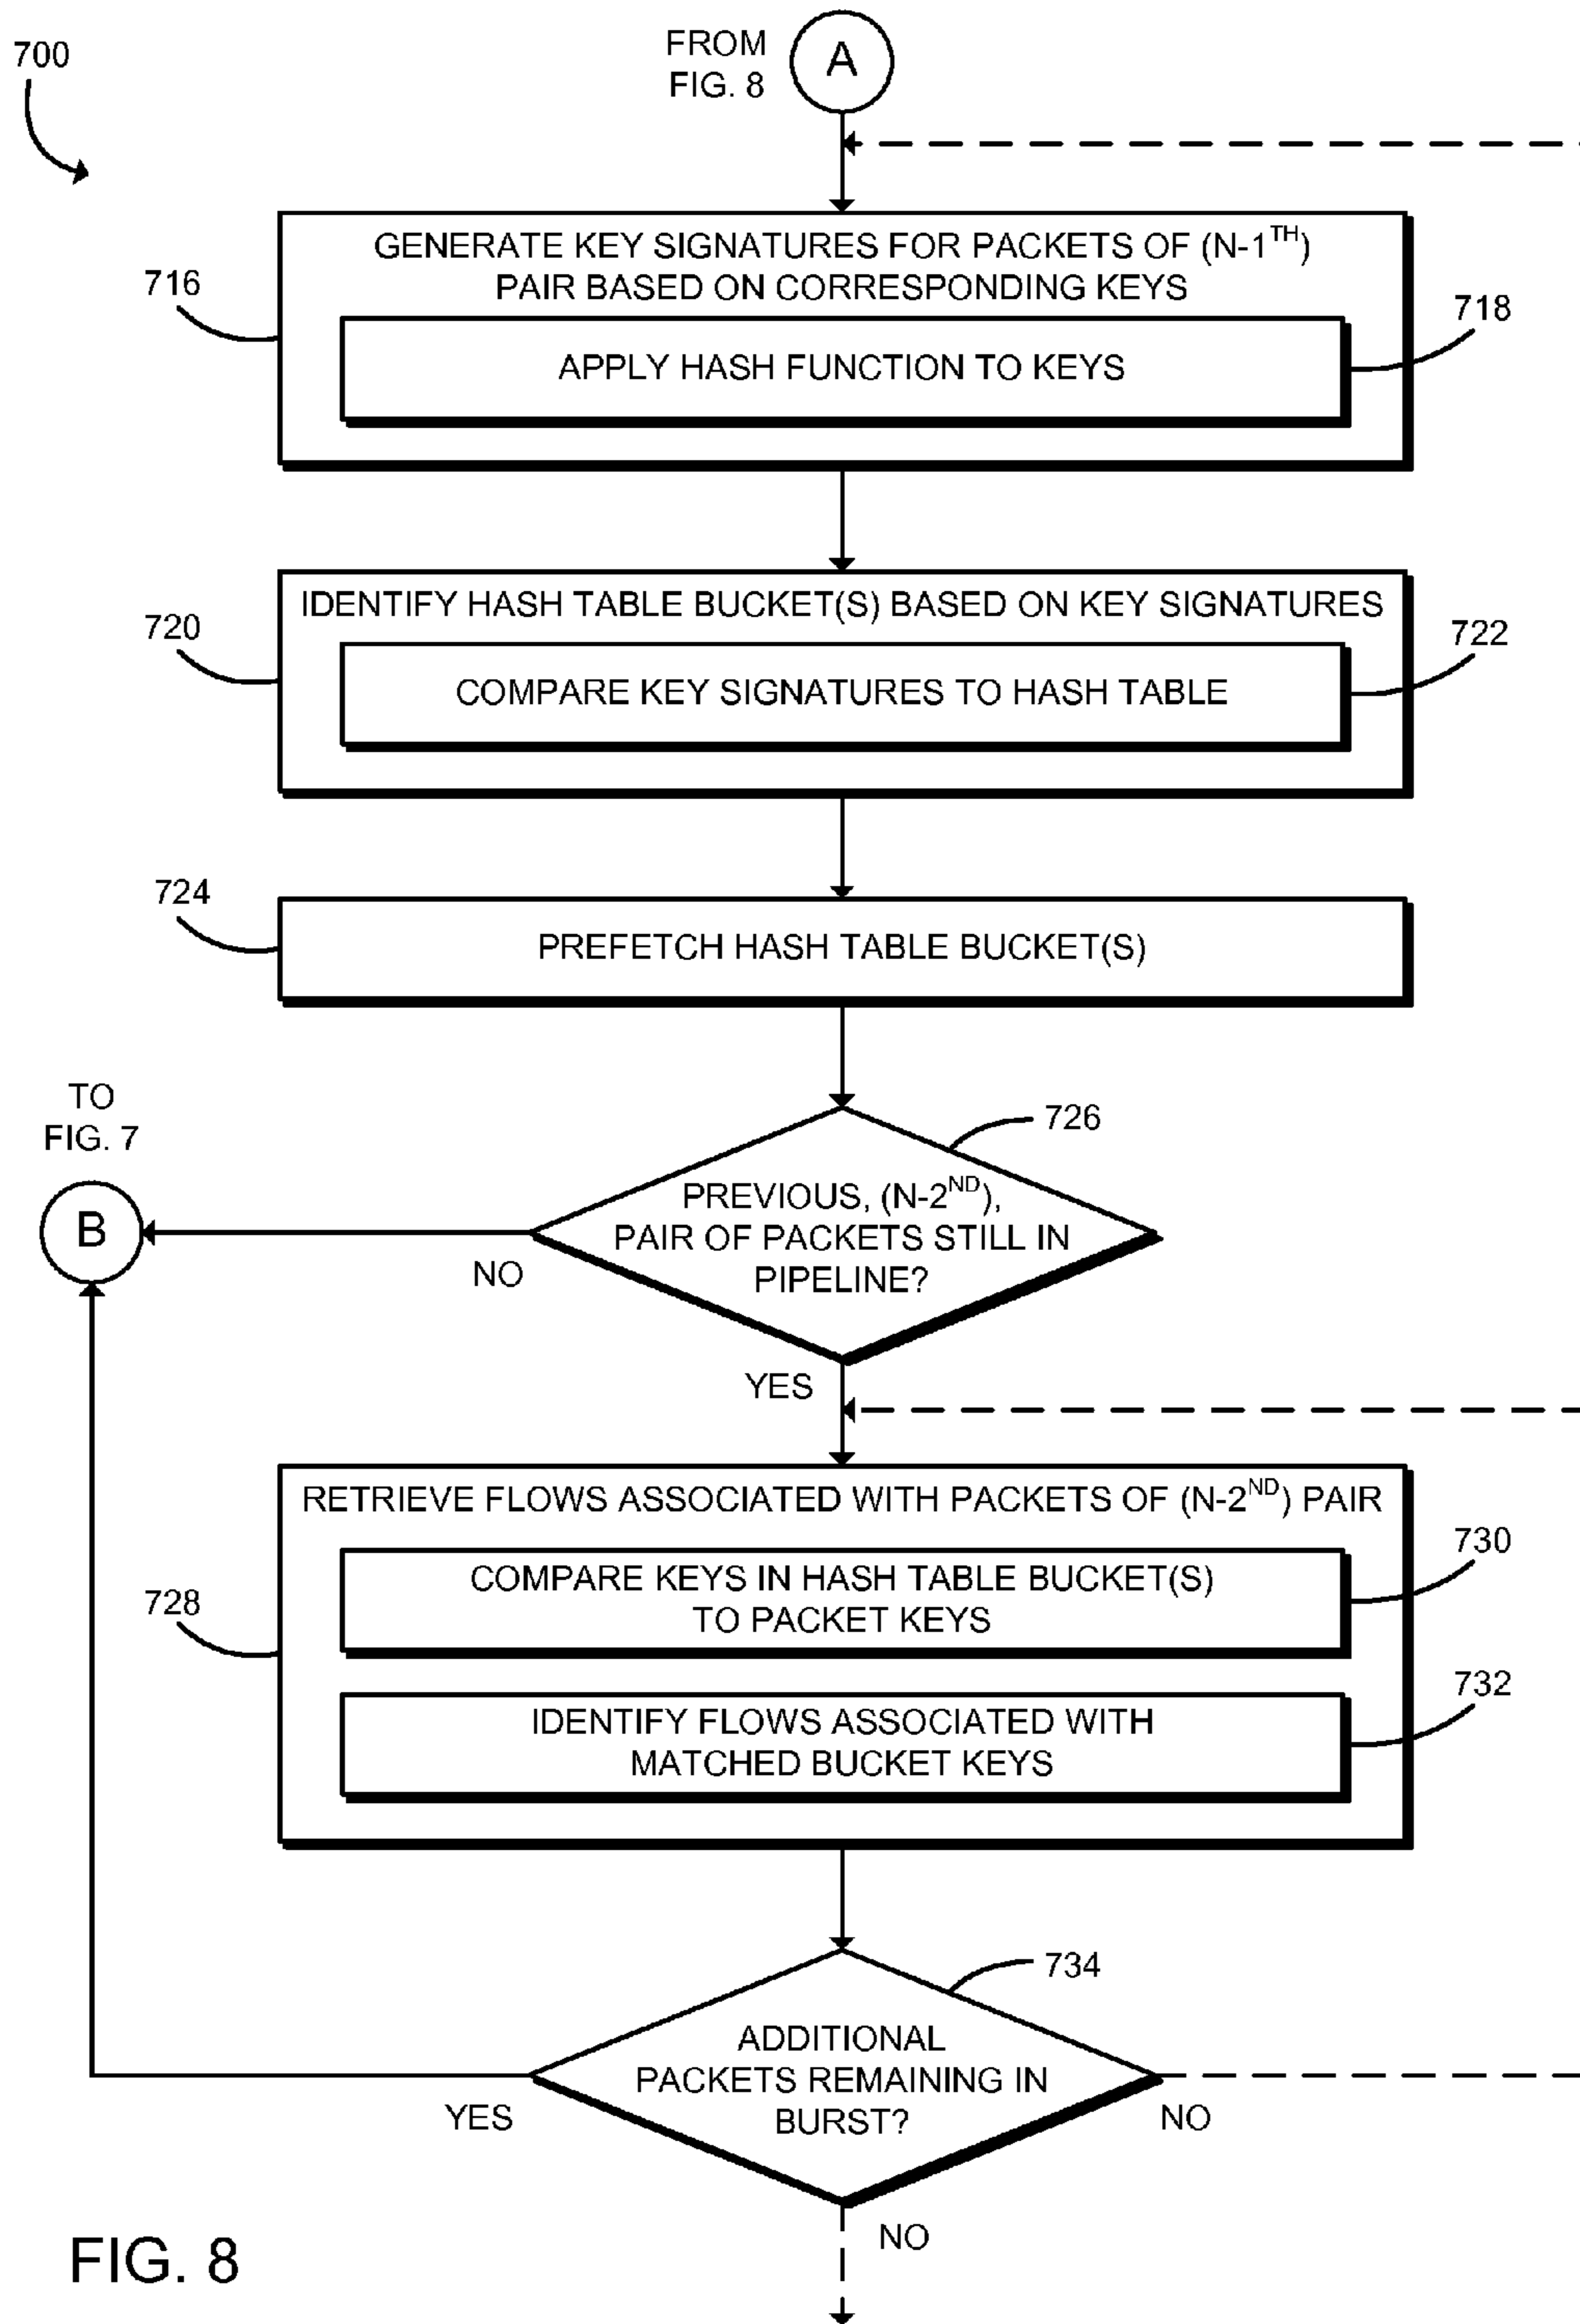 700
FROM
FIG. 8
A
GENERATE KEY SIGNATURES FOR PACKETS OF (N-1TH)
PAIR BASED ON CORRESPONDING KEYS
716
718
APPLY HASH FUNCTION TO KEYS
IDENTIFY HASH TABLE BUCKET(S) BASED ON KEY SIGNATURES
720
722
COMPARE KEY SIGNATURES TO HASH TABLE
724
PREFETCH HASH TABLE BUCKET(S)
TO
FIG. 7
B
726
PREVIOUS, (N-2ND),
PAIR OF PACKETS STILL IN
PIPELINE?
NO
YES
RETRIEVE FLOWS ASSOCIATED WITH PACKETS OF (N-2ND) PAIR
730
COMPARE KEYS IN HASH TABLE BUCKET(S)
TO PACKET KEYS
728
732
IDENTIFY FLOWS ASSOCIATED WITH
MATCHED BUCKET KEYS
734
ADDITIONAL
PACKETS REMAINING IN
BURST?
YES
NO
NO
FIG. 8